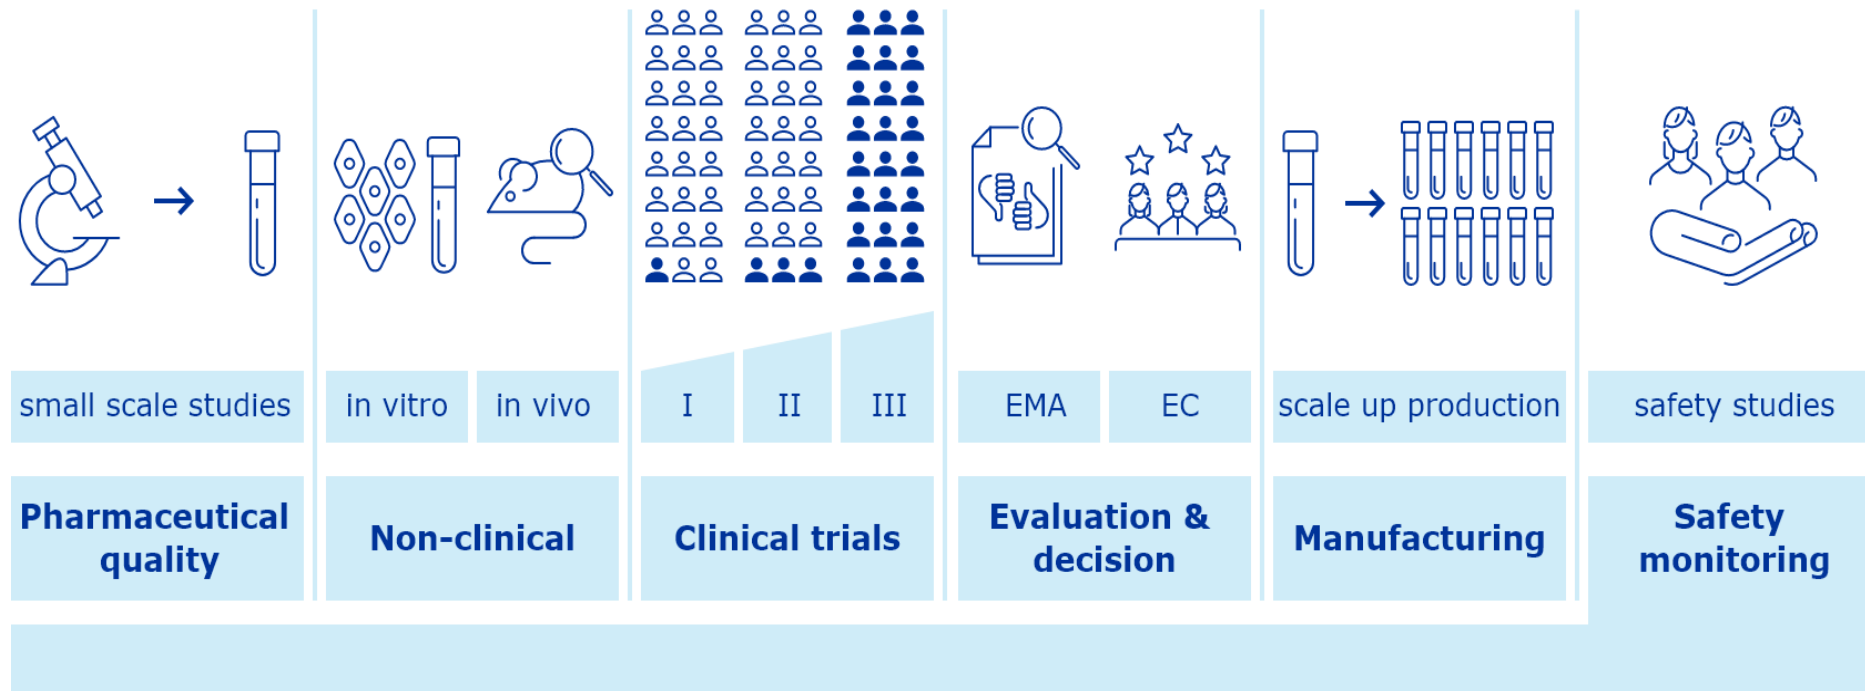 small scale studies
in vitro
in vivo
I
II
III
EMA
EC
scale up production
safety studies
Pharmaceutical
quality
Non-clinical
Clinical trials
Evaluation &
decision
Manufacturing
Safety
monitoring